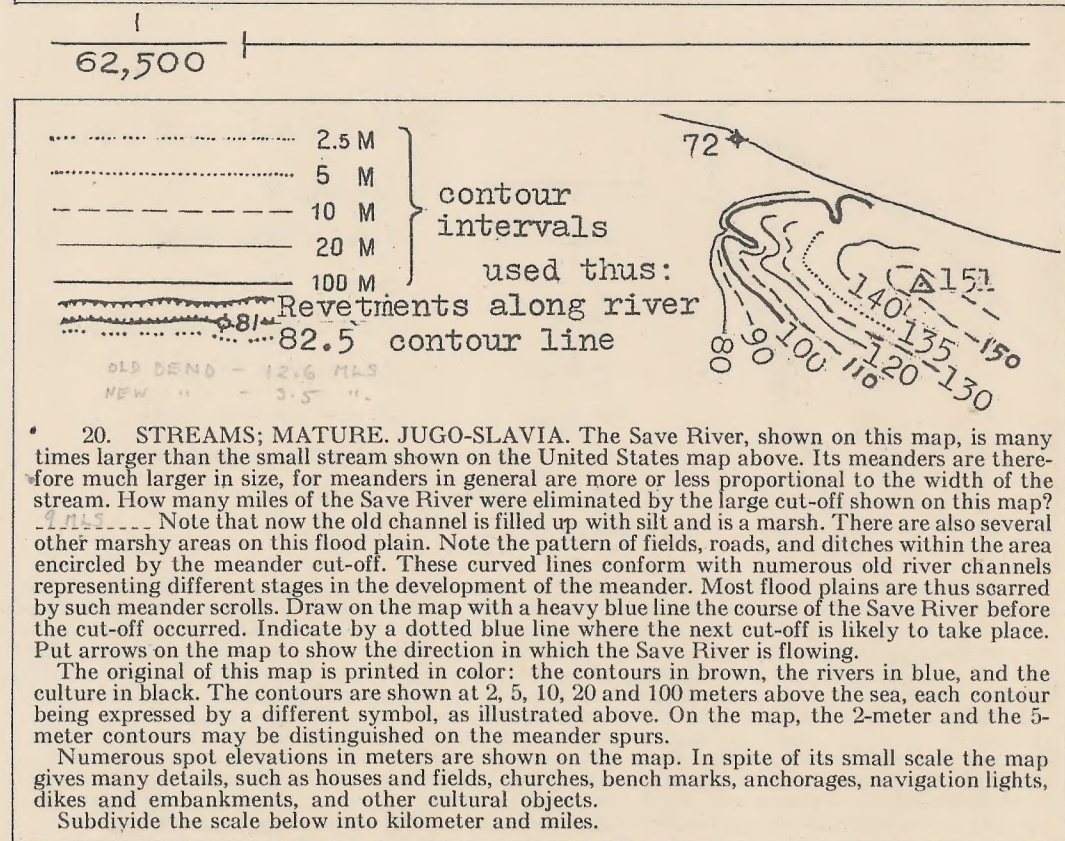 1
62,500
2.5 M
5 M
10 M
20 M
100 M
contour
intervals
used thus:
Revetments along river
81
82.5 contour line
72
151
140
135
150
130
120
110
100
90
80
OLD BEND - 12.6 MLS
NEW " - 3.5 ".
20. STREAMS; MATURE. JUGO-SLAVIA. The Save River, shown on this map, is many
times larger than the small stream shown on the United States map above. Its meanders are there-
fore much larger in size, for meanders in general are more or less proportional to the width of the
stream. How many miles of the Save River were eliminated by the large cut-off shown on this map?
9 MLS Note that now the old channel is filled up with silt and is a marsh. There are also several
other marshy areas on this flood plain. Note the pattern of fields, roads, and ditches within the area
encircled by the meander cut-off. These curved lines conform with numerous old river channels
representing different stages in the development of the meander. Most flood plains are thus scarred
by such meander scrolls. Draw on the map with a heavy blue line the course of the Save River before
the cut-off occurred. Indicate by a dotted blue line where the next cut-off is likely to take place.
Put arrows on the map to show the direction in which the Save River is flowing.
The original of this map is printed in color: the contours in brown, the rivers in blue, and the
culture in black. The contours are shown at 2, 5, 10, 20 and 100 meters above the sea, each contour
being expressed by a different symbol, as illustrated above. On the map, the 2-meter and the 5-
meter contours may be distinguished on the meander spurs.
Numerous spot elevations in meters are shown on the map. In spite of its small scale the map
gives many details, such as houses and fields, churches, bench marks, anchorages, navigation lights,
dikes and embankments, and other cultural objects.
Subdivide the scale below into kilometer and miles.